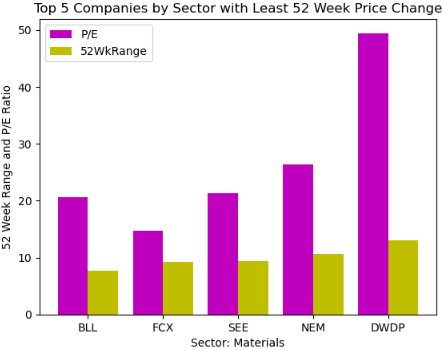 Top 5 Companies by Sector with Least 52 Week Price Change
P/E
52WkRange
52 Week Range and P/E Ratio
50
40
30
20
10
0
BLL FCX SEE NEM DWDP
Sector: Materials